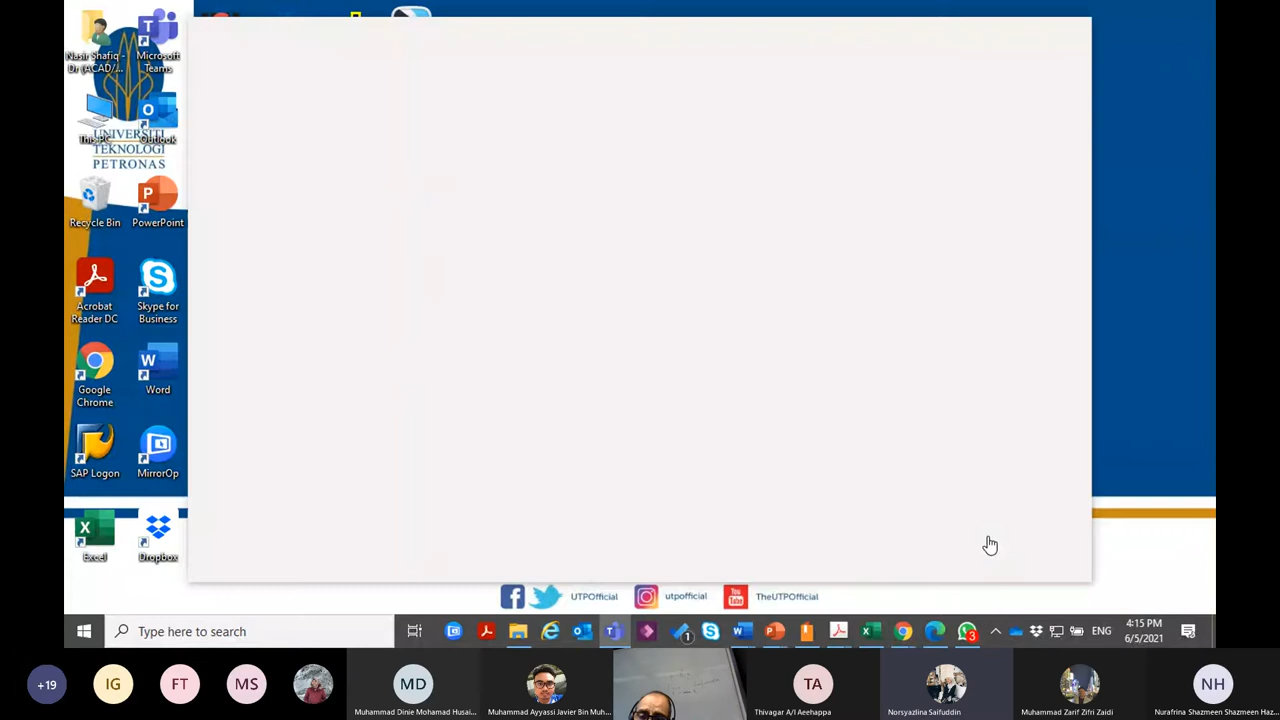 Nasir Shafiq -
Dr (ACAD/...
Microsoft
Teams
This PC
Outlook
UNIVERSITI
TEKNOLOGI
PETRONAS
Recycle Bin
PowerPoint
Acrobat
Reader DC
Skype for
Business
Google
Chrome
Word
SAP Logon
MirrorOp
Excel
Dropbox
UTPOfficial
utpofficial
TheUTPOfficial
Type here to search
1
3
ENG
4:15 PM
6/5/2021
+19
IG
FT
MS
MD
Muhammad Dinie Mohamad Husai...
Muhammad Ayyassi Javier Bin Muh...
TA
Thivagar A/l Aeehappa
Norsyazlina Saifuddin
Muhammad Zarif Zifri Zaidi
NH
Nurafrina Shazmeen Shazmeen Haz...